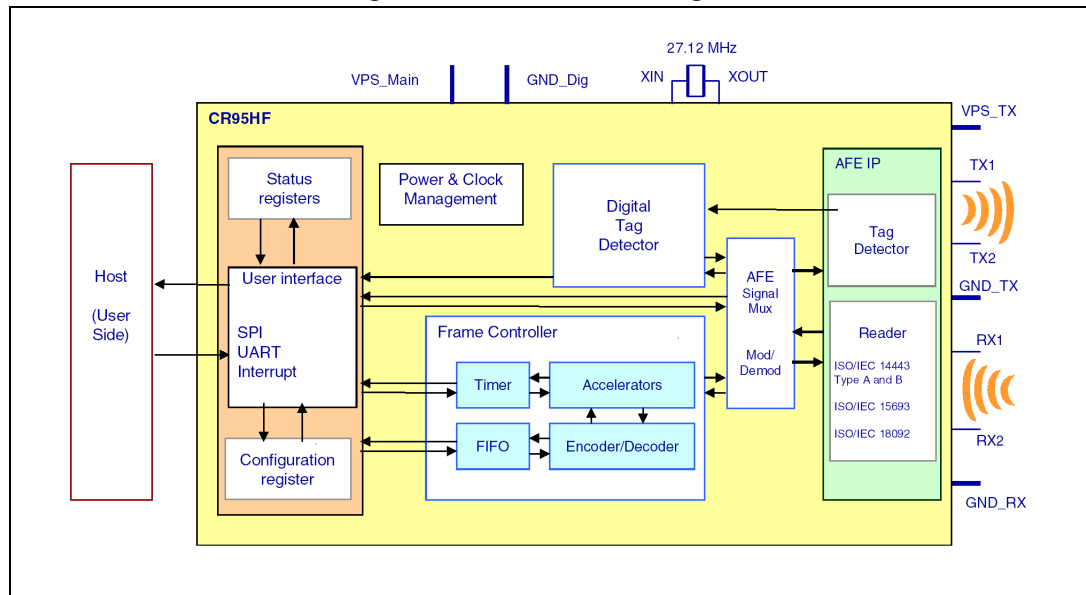 27.12 MHz
VPS_Main
GND_Dig
XIN
XOUT
CR95HF
VPS_TX
Host
(User
Side)
Status
registers
User interface
SPI
UART
Interrupt
Configuration
register
Power & Clock
Management
Digital
Tag
Detector
Frame Controller
Timer
Accelerators
FIFO
Encoder/Decoder
AFE
Signal
Mux
Mod/
Demod
AFE IP
Tag
Detector
Reader
ISO/IEC 14443
Type A and B
ISO/IEC 15693
ISO/IEC 18092
TX1
TX2
GND_TX
RX1
RX2
GND_RX